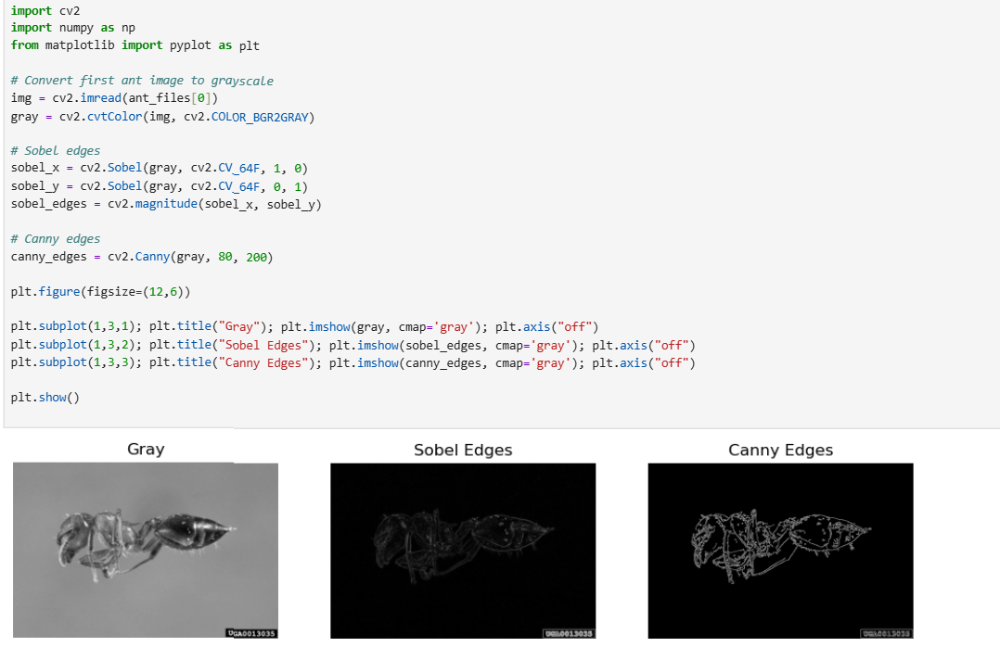 import cv2
import numpy as np
from matplotlib import pyplot as plt
# Convert first ant image to grayscale
img = cv2.imread(ant_files[0])
gray = cv2.cvtColor(img, cv2.COLOR_BGR2GRAY)
# Sobel edges
sobel_x = cv2.Sobel(gray, cv2.CV_64F, 1, 0)
sobel_y = cv2.Sobel(gray, cv2.CV_64F, 0, 1)
sobel_edges = cv2.magnitude(sobel_x, sobel_y)
# Canny edges
canny_edges = cv2.Canny(gray, 80, 200)
plt.figure(figsize=(12,6))
plt.subplot(1,3,1); plt.title("Gray"); plt.imshow(gray, cmap='gray'); plt.axis("off")
plt.subplot(1,3,2); plt.title("Sobel Edges"); plt.imshow(sobel_edges, cmap='gray'); plt.axis("off")
plt.subplot(1,3,3); plt.title("Canny Edges"); plt.imshow(canny_edges, cmap='gray'); plt.axis("off")
plt.show()
Gray Sobel Edges Canny Edges
UGA0013035 UGA0013035 UGA0013035